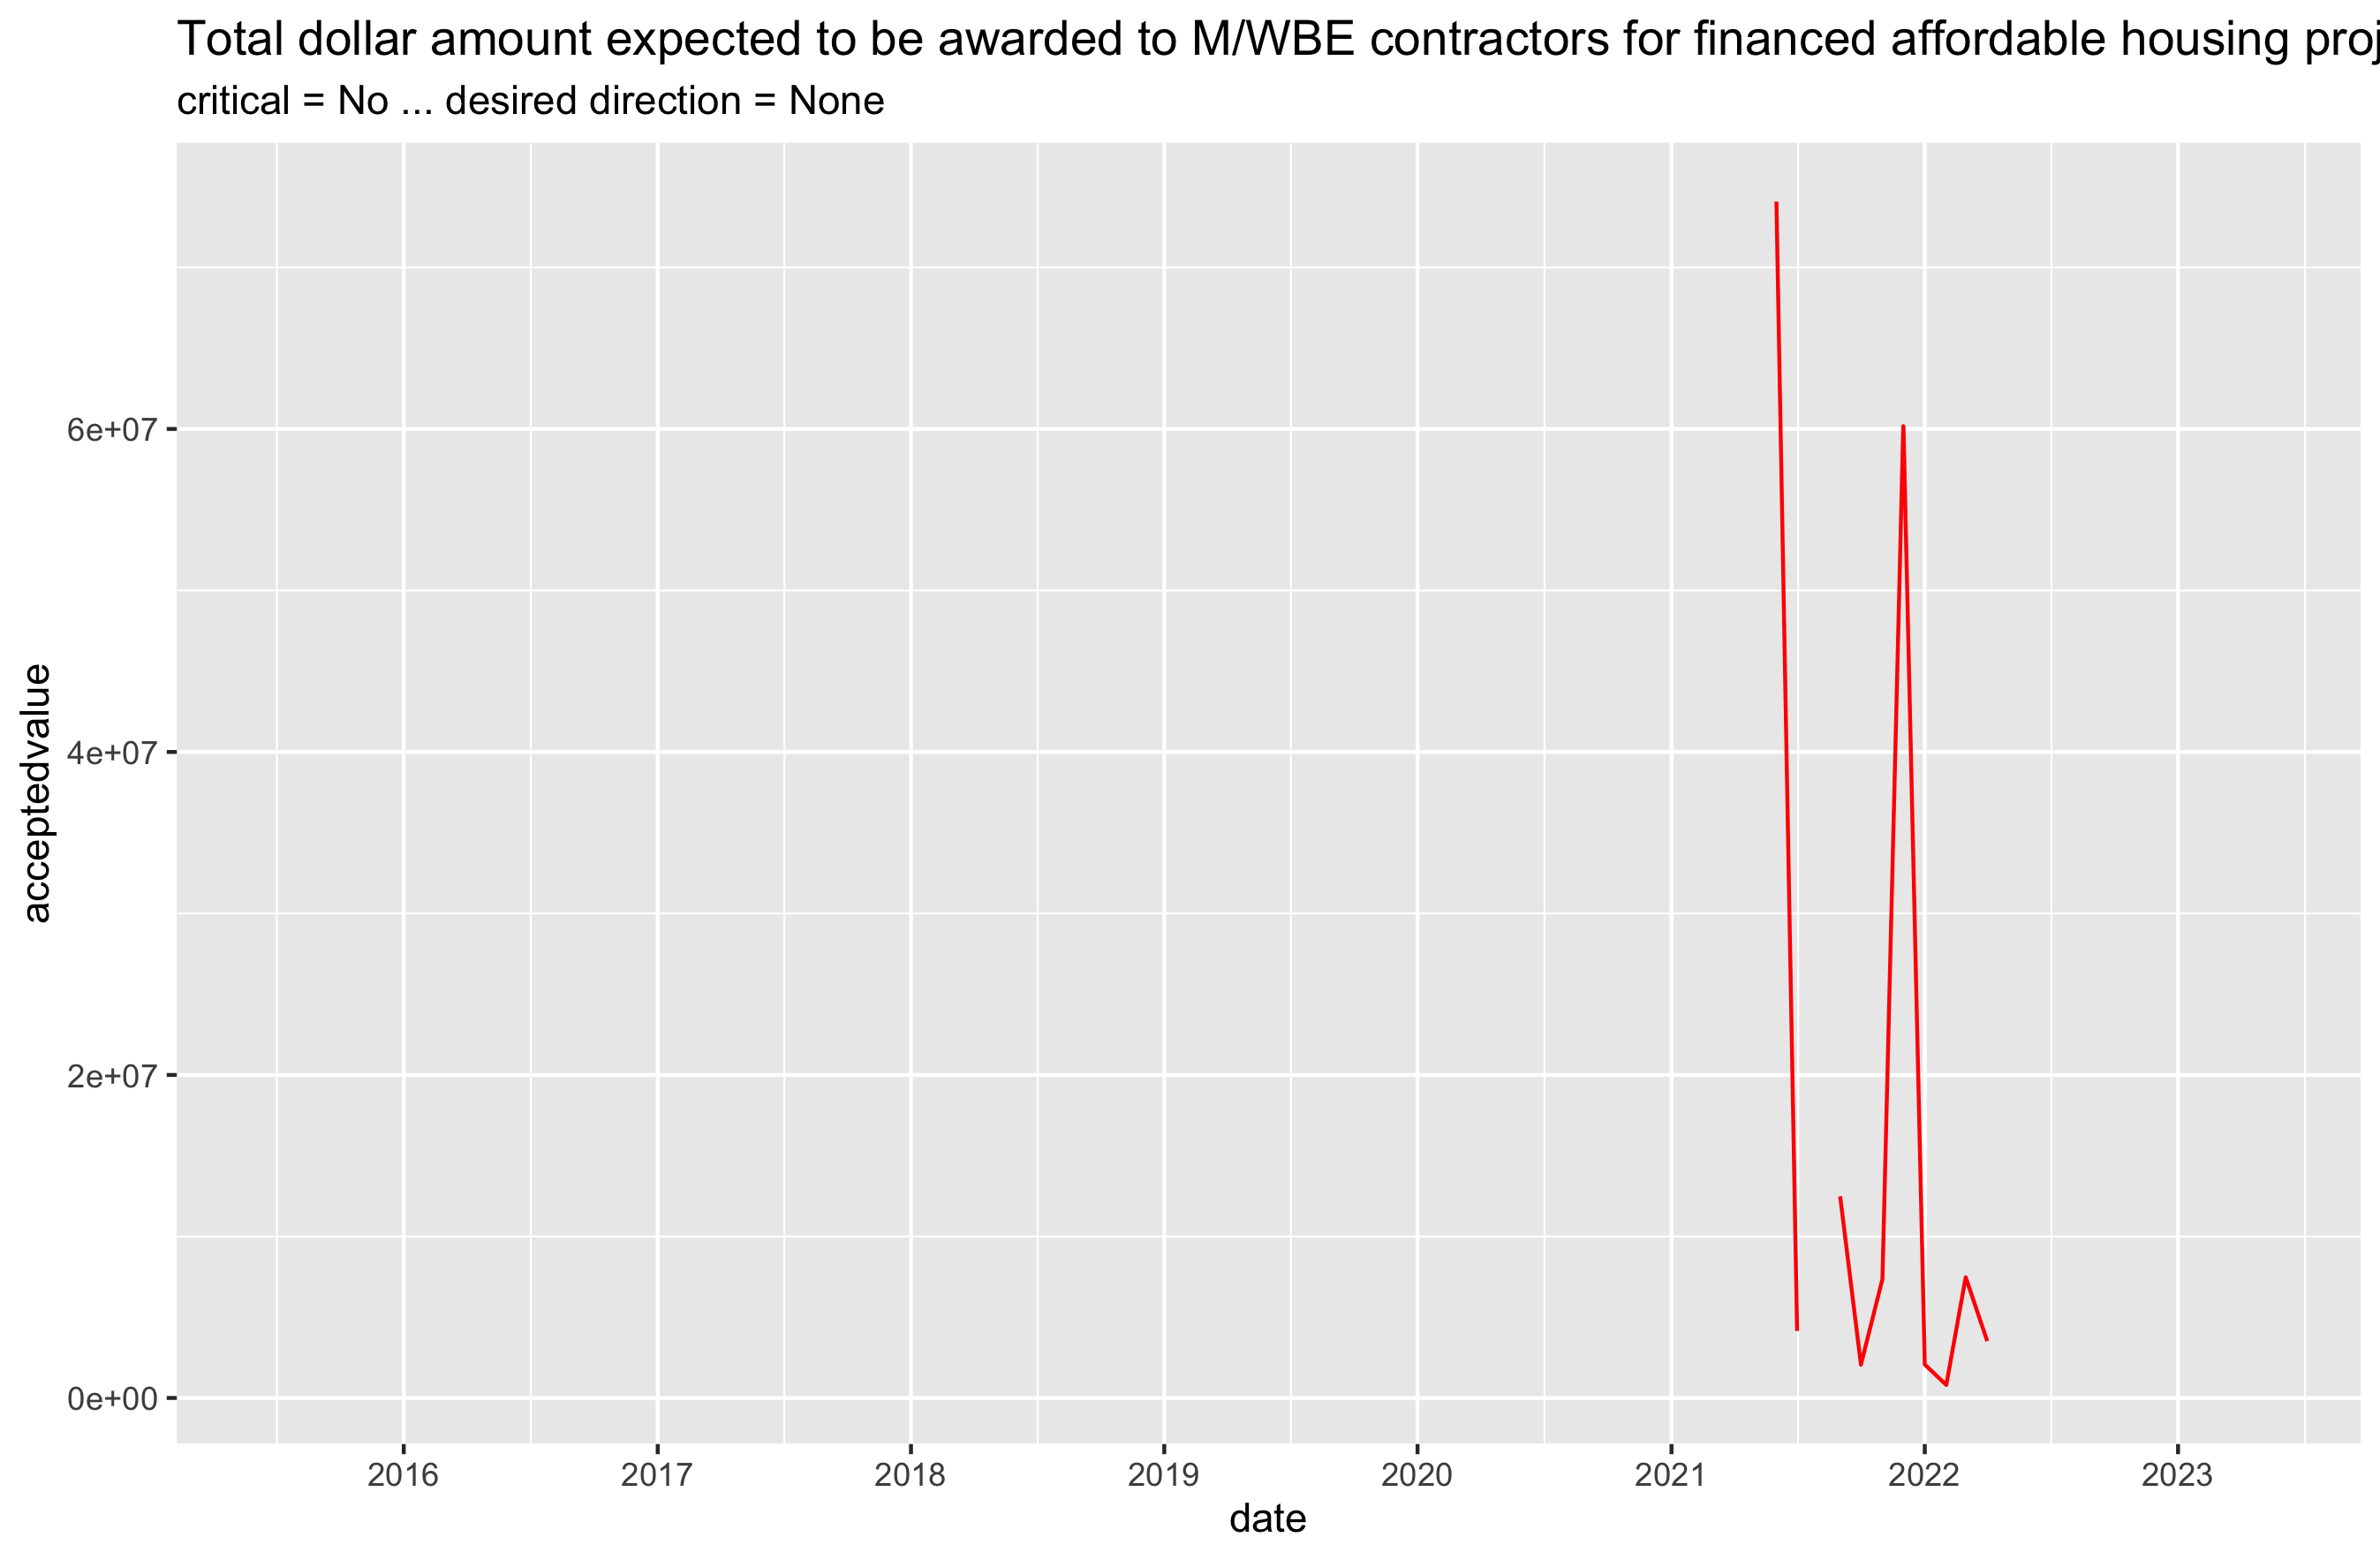 Total dollar amount expected to be awarded to M/WBE contractors for financed affordable housing
critical = No ... desired direction = None
acceptedvalue
6e+07
4e+07
2e+07
0e+00
2016 2017 2018 2019 2020 2021 2022 2023
date